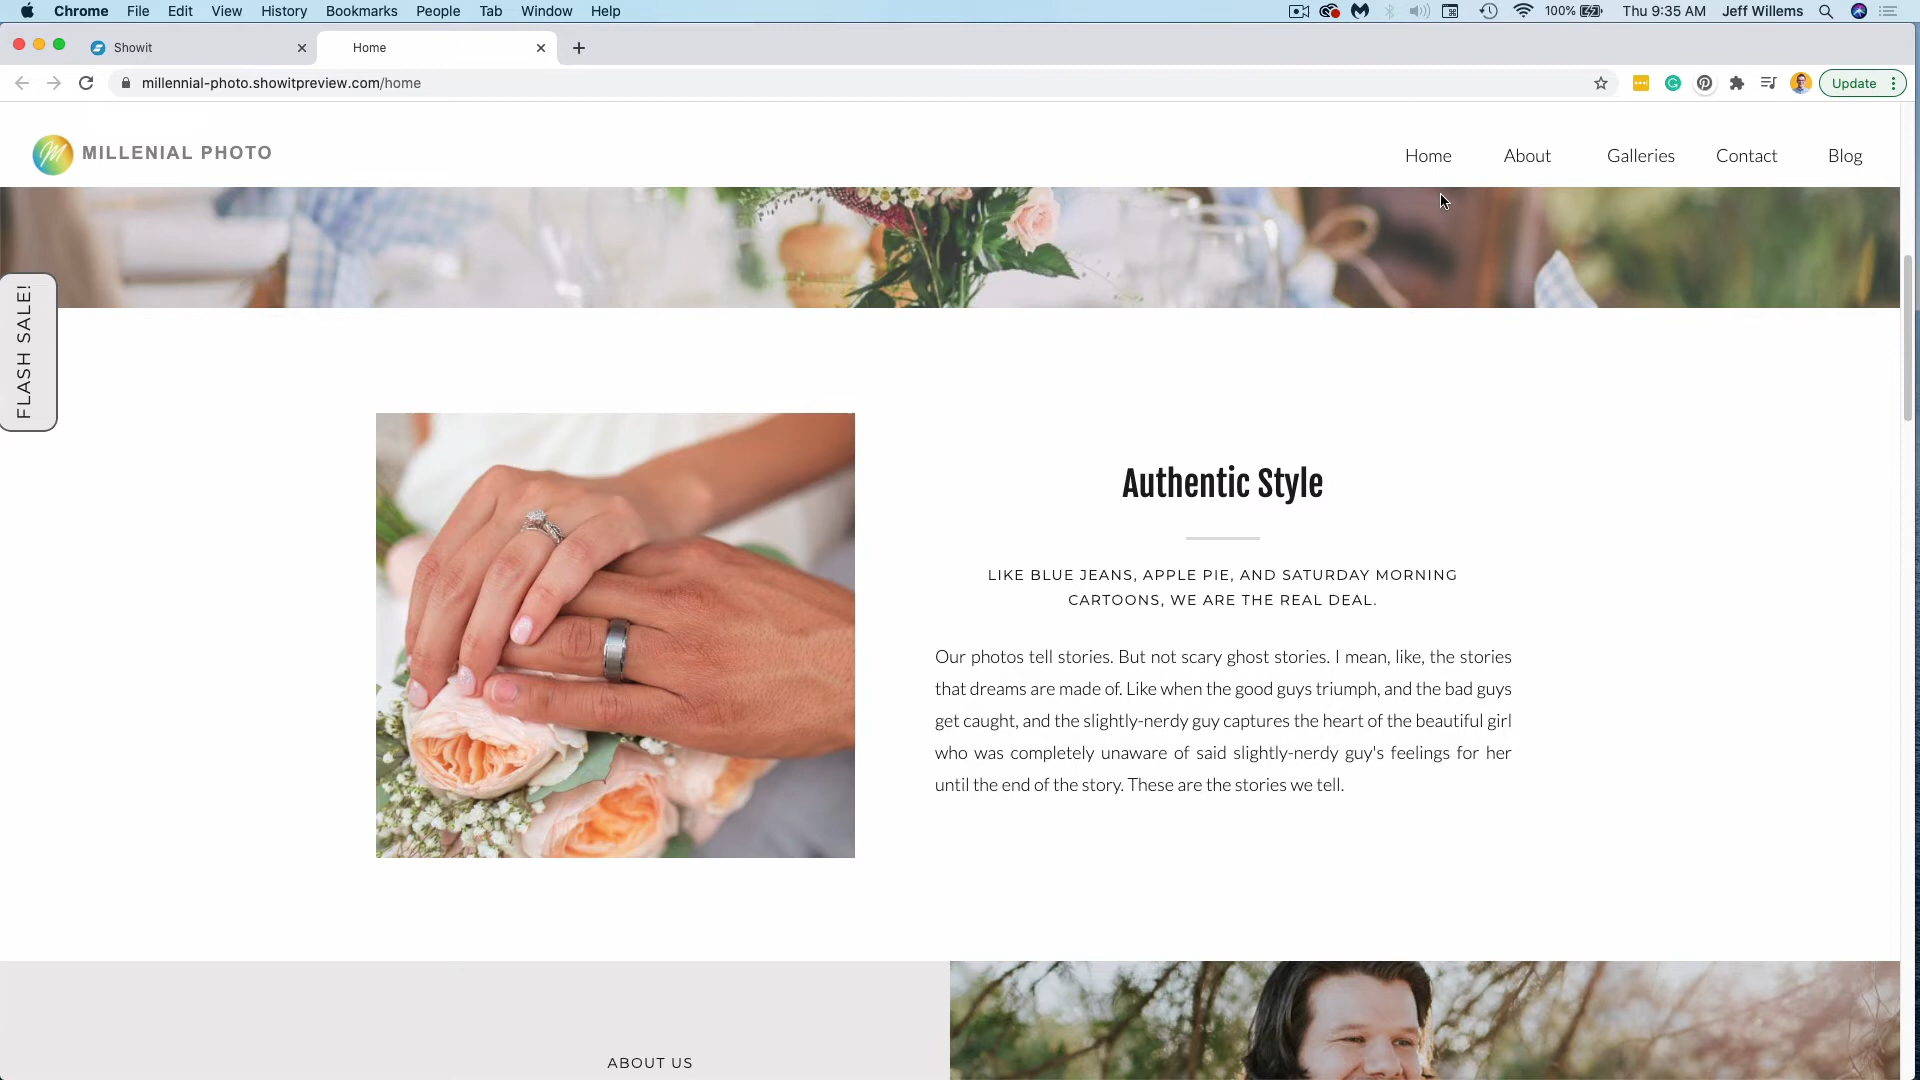 Chrome File Edit View History Bookmarks People Tab Window Help 100% Thu 9:35 AM Jeff Willems
Showit Home
millennial-photo.showitpreview.com/home Update
MILLENIAL PHOTO Home About Galleries Contact Blog
FLASH SALE!
Authentic Style
LIKE BLUE JEANS, APPLE PIE, AND SATURDAY MORNING
CARTOONS, WE ARE THE REAL DEAL.
Our photos tell stories. But not scary ghost stories. I mean, like, the stories
that dreams are made of. Like when the good guys triumph, and the bad guys
get caught, and the slightly-nerdy guy captures the heart of the beautiful girl
who was completely unaware of said slightly-nerdy guy's feelings for her
until the end of the story. These are the stories we tell.
ABOUT US